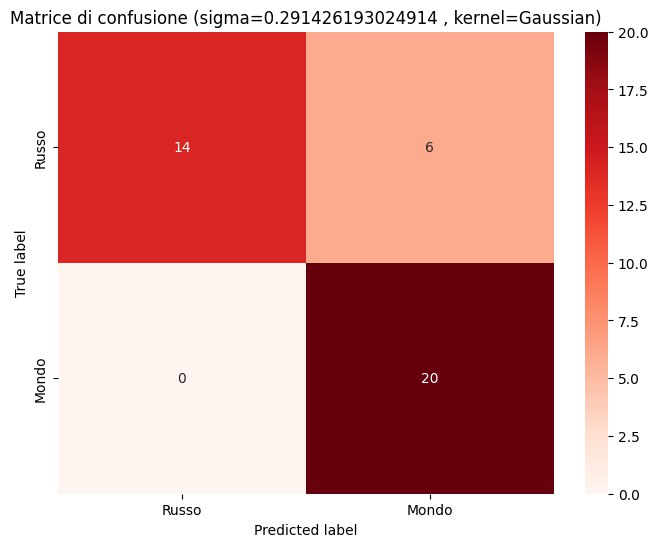 Matrice di confusione (sigma=0.291426193024914 , kernel=Gaussian)
20.0
17.5
15.0
12.5
10.0
7.5
5.0
2.5
0.0
True label
Russo
14
6
Mondo
0
20
Russo
Mondo
Predicted label